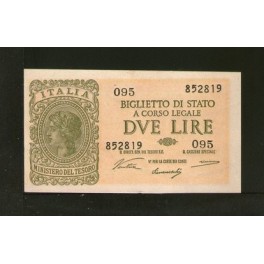 ITALIA
095 852819
BIGLIETTO DI STATO
A CORSO LEGALE
DVE LIRE
852819 095
MINISTERO DEL TESORO